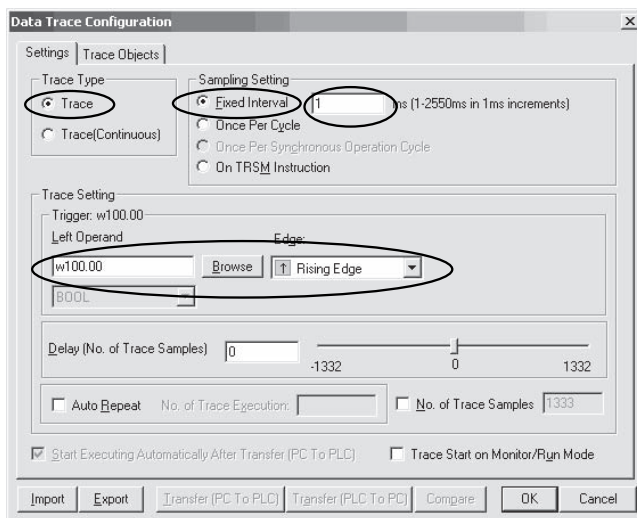 Data Trace Configuration
Settings
Trace Objects
Trace Type
Trace
Trace(Continuous)
Sampling Setting
Fixed Interval 1 ms (1-2550ms in 1ms increments)
Once Per Cycle
Once Per Synchronous Operation Cycle
On TRSM Instruction
Trace Setting
Trigger: w100.00
Left Operand
Edge:
w100.00
Browse
Rising Edge
BOOL
Delay (No. of Trace Samples) 0
-1332 0 1332
Auto Repeat No. of Trace Execution:
No. of Trace Samples 1333
Start Executing Automatically After Transfer (PC To PLC)
Trace Start on Monitor/Run Mode
Import Export Transfer (PC To PLC) Transfer (PLC To PC) Compare OK Cancel